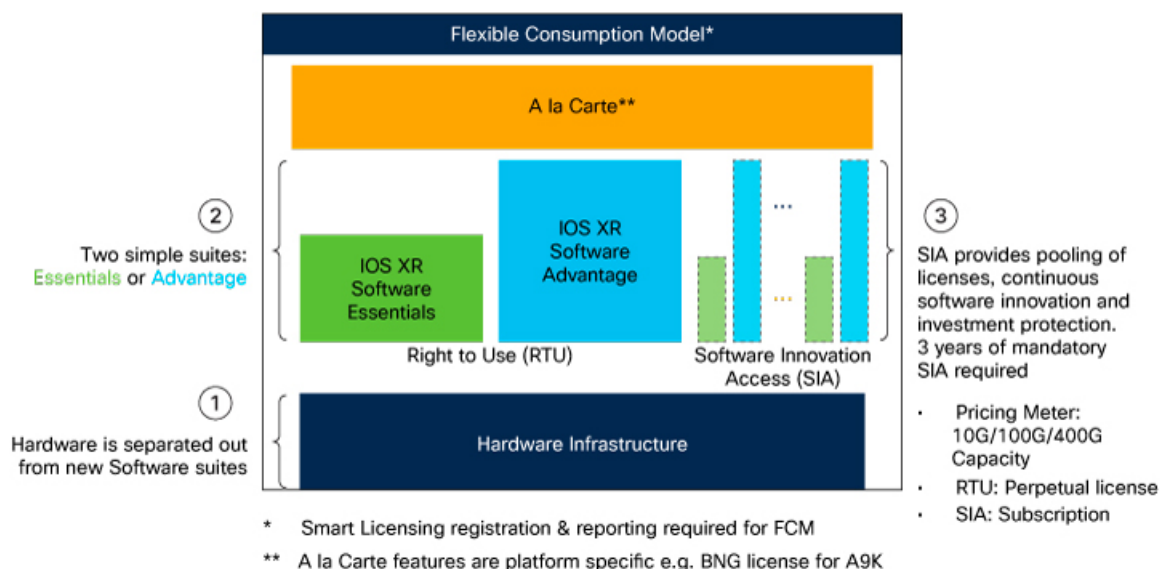 Flexible Consumption Model*
A la Carte**
2
Two simple suites:
Essentials or Advantage
IOS XR
Software
Essentials
IOS XR
Software
Advantage
...
...
Right to Use (RTU)
Software Innovation
Access (SIA)
3
SIA provides pooling of
licenses, continuous
software innovation and
investment protection.
3 years of mandatory
SIA required
· Pricing Meter:
10G/100G/400G
Capacity
· RTU: Perpetual license
· SIA: Subscription
1
Hardware is separated out
from new Software suites
Hardware Infrastructure
* Smart Licensing registration & reporting required for FCM
** A la Carte features are platform specific e.g. BNG license for A9K